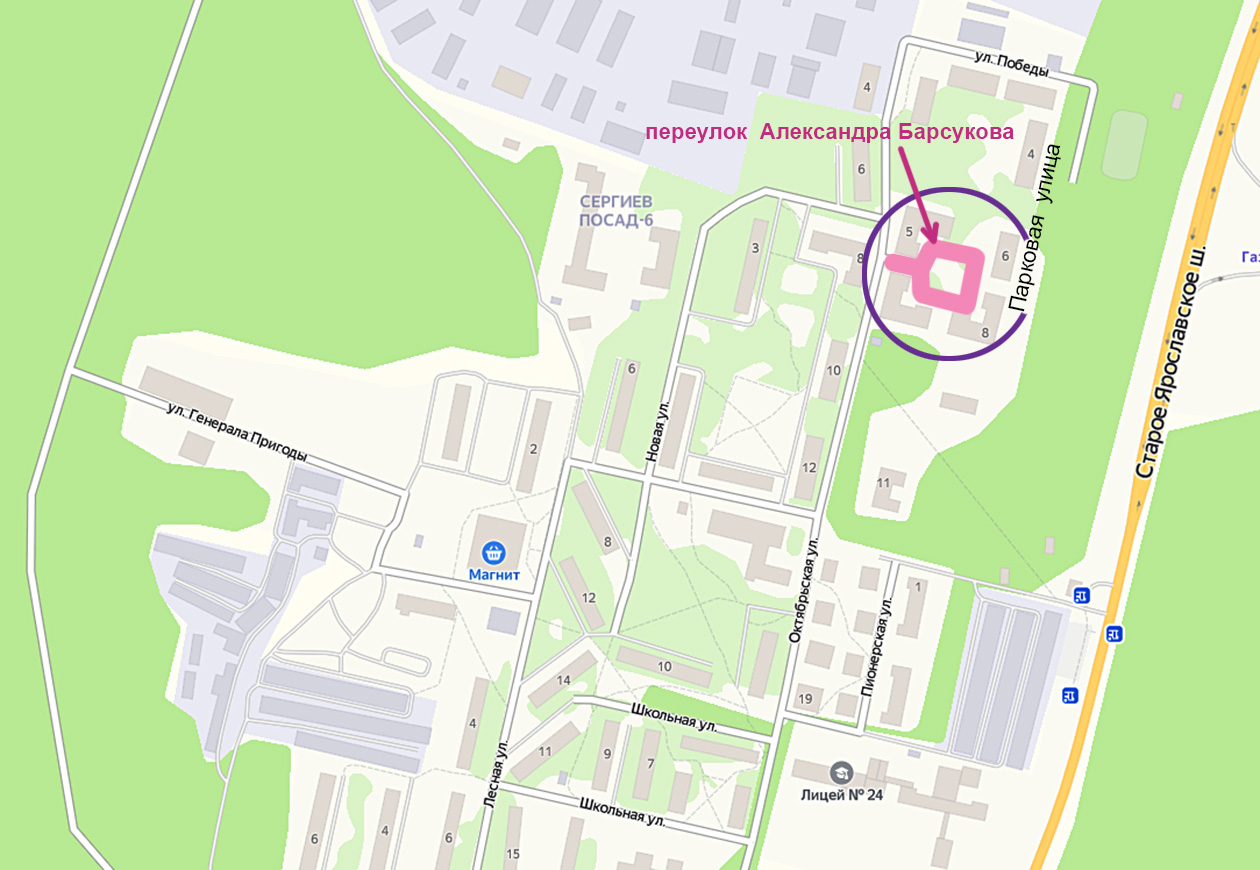 ул. Победы
4
переулок Александра Барсукова
4
6
Парковая улица
СЕРГИЕВ
ПОСАД-6
5
3
8
6
Газ
Старое Ярославское ш.
8
6
10
ул. Генерала Пригоды
Новая ул.
2
12
11
8
Магнит
Октябрьская ул.
12
1
Пионерская ул.
10
14
19
Школьная ул.
4
11
9
7
Лесная ул.
Лицей № 24
Школьная ул.
6
4
6
15